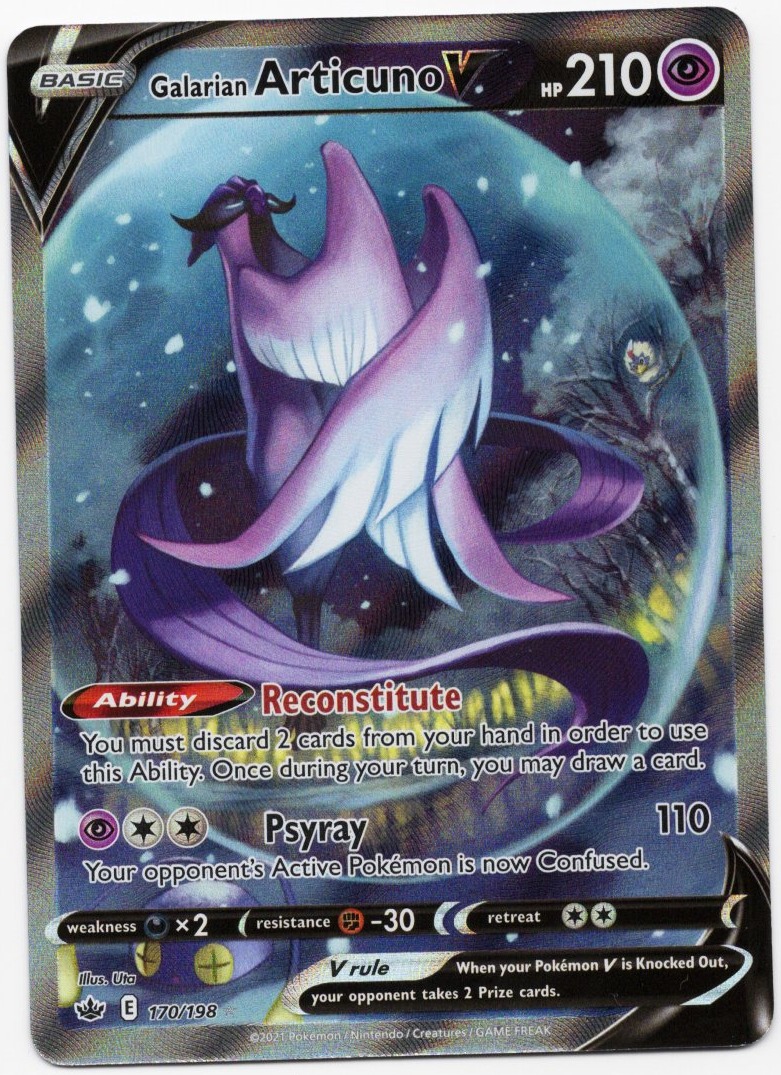 BASIC
Galarian Articuno V HP 210
Ability Reconstitute
You must discard 2 cards from your hand in order to use
this Ability. Once during your turn, you may draw a card.
Psyray 110
Your opponent's Active Pokémon is now Confused.
weakness ×2 resistance -30 retreat
Illus. Uta
V rule When your Pokémon V is Knocked Out,
your opponent takes 2 Prize cards.
E 170/198
©2021 Pokémon / Nintendo / Creatures / GAME FREAK